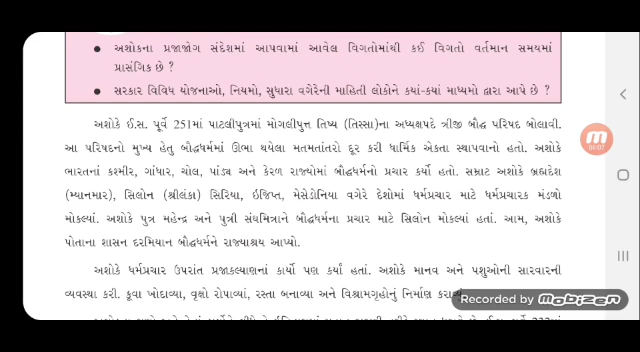 અશોકના પ્રજાજોગ સંદેશમાં આપવામાં આવેલ વિગતોમાંથી કઈ વિગતો વર્તમાન સમયમાં
પ્રાસંગિક છે ?
સરકાર વિવિધ યોજનાઓ, નિયમો, સુધારા વગેરેની માહિતી લોકોને કયાં-કયાં માધ્યમો દ્વારા આપે છે ?
અશોકે ઈ.સ. પૂર્વે 251માં પાટલીપુત્રમાં મોગલીપુત્ત તિષ્ય (તિસ્સા)ના અધ્યક્ષપદે ત્રીજી બૌદ્ધ પરિષદ બોલાવી.
આ પરિષદનો મુખ્ય હેતુ બૌદ્ધધર્મમાં ઊભા થયેલા મતમતાંતરો દૂર કરી ધાર્મિક એકતા સ્થાપવાનો હતો. અશોકે
ભારતનાં કશ્મીર, ગાંધાર, ચોલ, પાંડ્ય અને કેરળ રાજ્યોમાં બૌદ્ધધર્મનો પ્રચાર કર્યો હતો. સમ્રાટ અશોકે બ્રહ્મદેશ
(મ્યાનમાર), સિલોન (શ્રીલંકા) સિરિયા, ઇજિપ્ત, મેસેડોનિયા વગેરે દેશોમાં ધર્મપ્રચાર માટે ધર્મપ્રચારક મંડળો
મોકલ્યાં. અશોકે પુત્ર મહેન્દ્ર અને પુત્રી સંઘમિત્રાને બૌદ્ધધર્મના પ્રચાર માટે સિલોન મોકલ્યાં હતાં. આમ, અશોકે
પોતાના શાસન દરમિયાન બૌદ્ધધર્મને રાજ્યાશ્રય આપ્યો.
અશોકે ધર્મપ્રચાર ઉપરાંત પ્રજાકલ્યાણનાં કાર્યો પણ કર્યાં હતાં. અશોકે માનવ અને પશુઓની સારવારની
વ્યવસ્થા કરી. કૂવા ખોદાવ્યા, વૃક્ષો રોપાવ્યાં, રસ્તા બનાવ્યા અને વિશ્રામગૃહોનું નિર્માણ
Recorded by mobizen